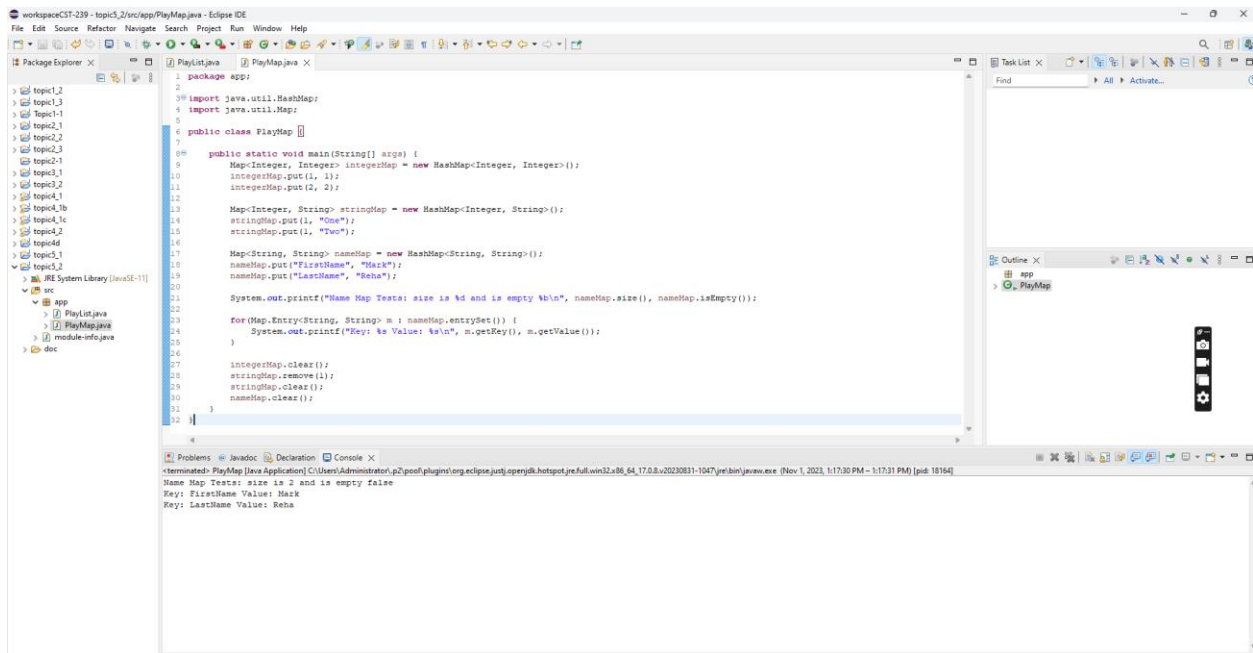 workspaceCST-239 - topic5_2/src/app/PlayMap.java - Eclipse IDE
File Edit Source Refactor Navigate Search Project Run Window Help
Package Explorer
topic1_2
topic1_3
Topic1-1
topic2_1
topic2_2
topic2_3
topic2-1
topic3_1
topic3_2
topic4_1
topic4_1b
topic4_1c
topic4_2
topic4d
topic5_1
topic5_2
JRE System Library [JavaSE-11]
src
app
PlayList.java
PlayMap.java
module-info.java
doc
PlayList.java PlayMap.java
1 package app;
2
3 import java.util.HashMap;
4 import java.util.Map;
5
6 public class PlayMap {
7
8 public static void main(String[] args) {
9 Map<Integer, Integer> integerMap = new HashMap<Integer, Integer>();
10 integerMap.put(1, 1);
11 integerMap.put(2, 2);
12
13 Map<Integer, String> stringMap = new HashMap<Integer, String>();
14 stringMap.put(1, "One");
15 stringMap.put(1, "Two");
16
17 Map<String, String> nameMap = new HashMap<String, String>();
18 nameMap.put("FirstName", "Mark");
19 nameMap.put("LastName", "Reha");
20
21 System.out.printf("Name Map Tests: size is %d and is empty %b\n", nameMap.size(), nameMap.isEmpty());
22
23 for(Map.Entry<String, String> m : nameMap.entrySet()) {
24 System.out.printf("Key: %s Value: %s\n", m.getKey(), m.getValue());
25 }
26
27 integerMap.clear();
28 stringMap.remove(1);
29 stringMap.clear();
30 nameMap.clear();
31 }
32 }
Task List
Find All Activate...
Outline
app
PlayMap
Problems Javadoc Declaration Console
<terminated> PlayMap [Java Application] C:\Users\Administrator\.p2\pool\plugins\org.eclipse.justj.openjdk.hotspot.jre.full.win32.x86_64_17.0.8.v20230831-1047\jre\bin\javaw.exe (Nov 1, 2023, 1:17:30 PM – 1:17:31 PM) [pid: 18164]
Name Map Tests: size is 2 and is empty false
Key: FirstName Value: Mark
Key: LastName Value: Reha